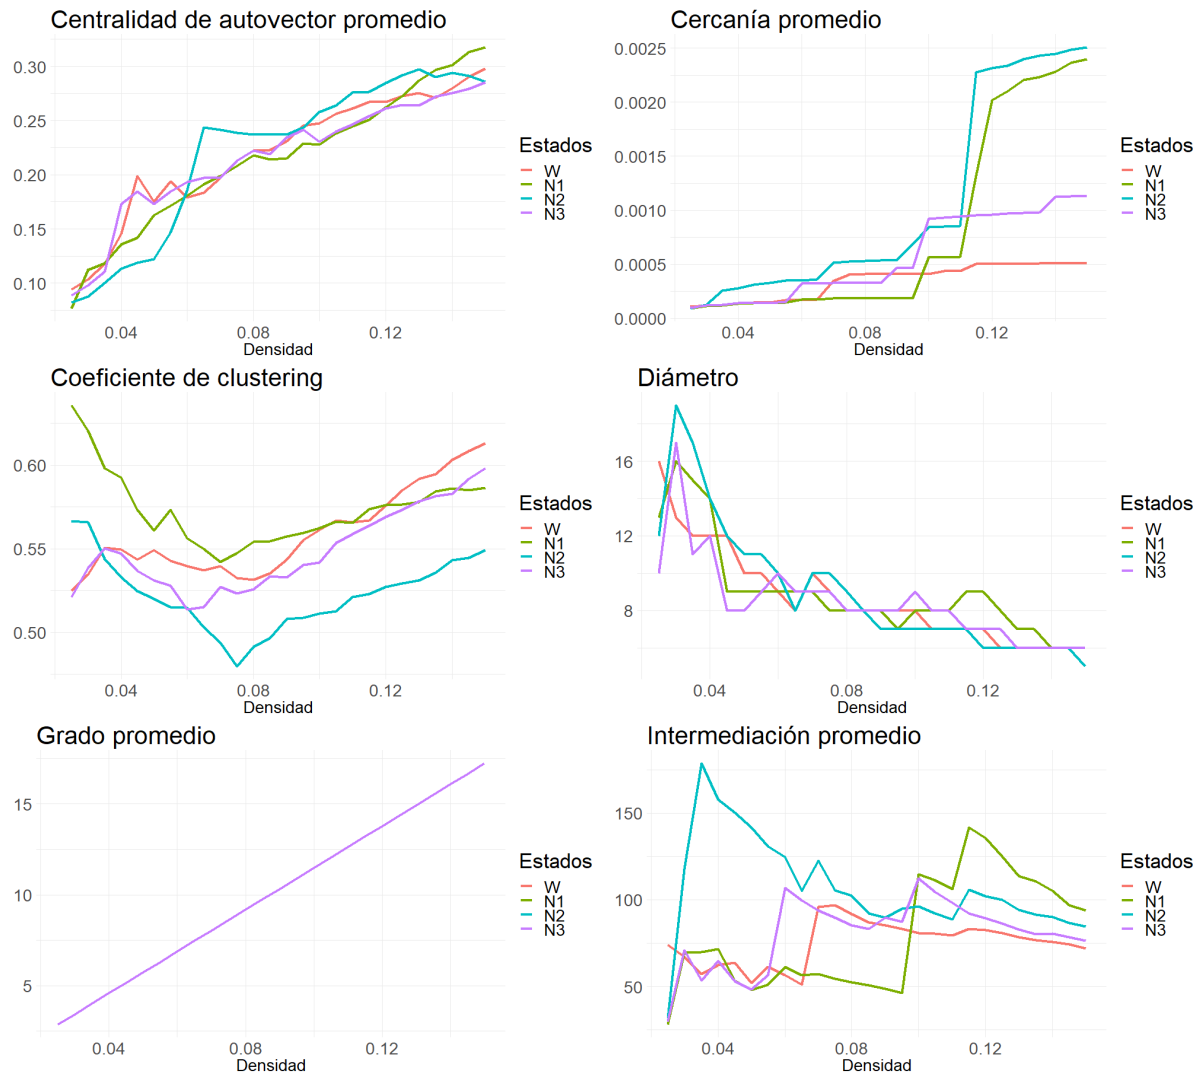 Centralidad de autovector promedio
0.30
0.25
0.20
0.15
0.10
0.04
0.08
0.12
Densidad
Estados
W
N1
N2
N3
Cercanía promedio
0.0025
0.0020
0.0015
0.0010
0.0005
0.0000
0.04
0.08
0.12
Densidad
Estados
W
N1
N2
N3
Coeficiente de clustering
0.60
0.55
0.50
0.04
0.08
0.12
Densidad
Estados
W
N1
N2
N3
Diámetro
16
12
8
0.04
0.08
0.12
Densidad
Estados
W
N1
N2
N3
Grado promedio
15
10
5
0.04
0.08
0.12
Densidad
Estados
W
N1
N2
N3
Intermediación promedio
150
100
50
0.04
0.08
0.12
Densidad
Estados
W
N1
N2
N3